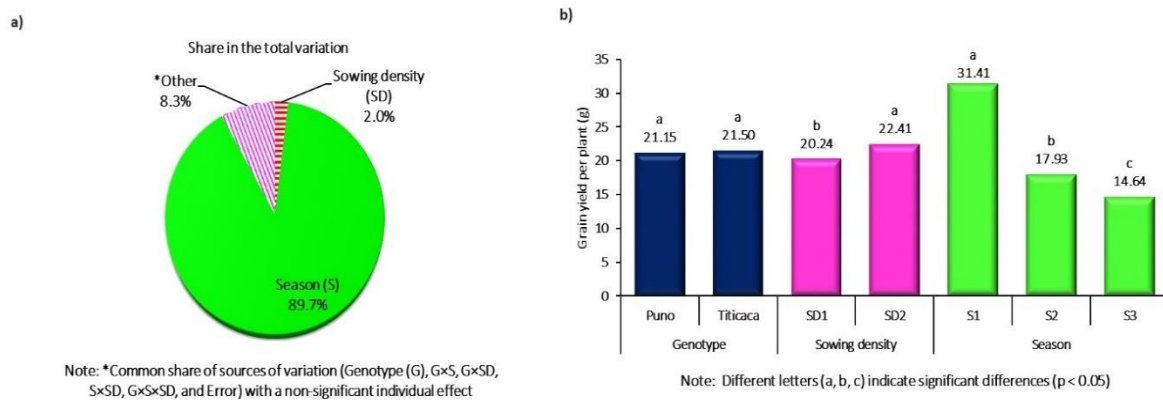 a)
Share in the total variation
*Other
8.3%
Sowing density
(SD)
2.0%
Season (S)
89.7%
Note: *Common share of sources of variation (Genotype (G), G×S, G×SD,
S×SD, G×S×SD, and Error) with a non-significant individual effect
b)
Grain yield per plant (g)
35
30
25
20
15
10
5
0
a
21.15
a
21.50
b
20.24
a
22.41
a
31.41
b
17.93
c
14.64
Puno
Titicaca
SD1
SD2
S1
S2
S3
Genotype
Sowing density
Season
Note: Different letters (a, b, c) indicate significant differences (p < 0.05)